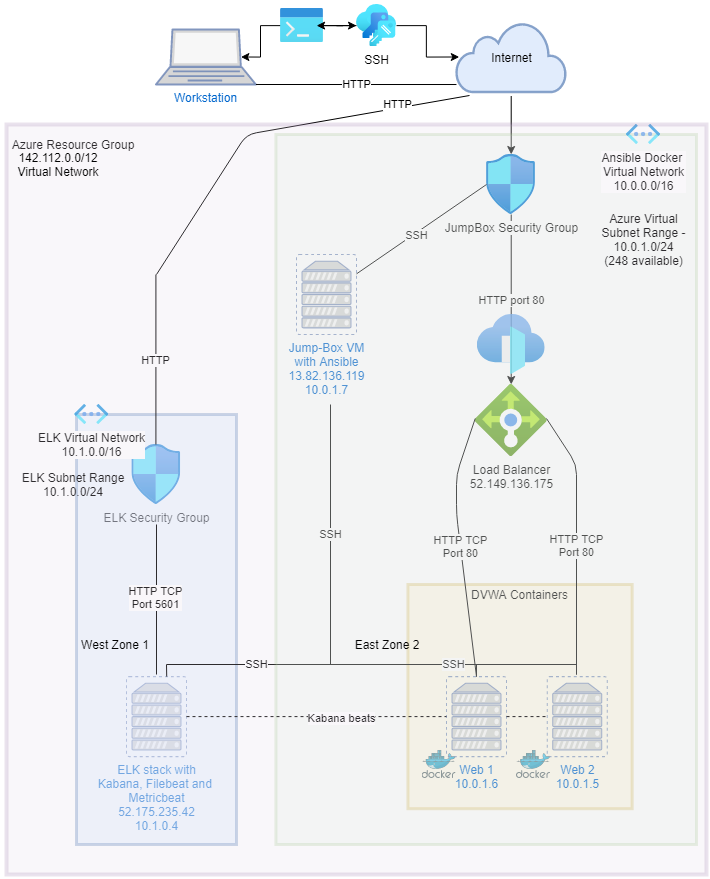 SSH
Internet
HTTP
Workstation
HTTP
Azure Resource Group
142.112.0.0/12
Virtual Network
Ansible Docker
Virtual Network
10.0.0.0/16
Azure Virtual
Subnet Range -
10.0.1.0/24
(248 available)
JumpBox Security Group
SSH
HTTP port 80
Jump-Box VM
with Ansible
13.82.136.119
10.0.1.7
HTTP
ELK Virtual Network
10.1.0.0/16
ELK Subnet Range
10.1.0.0/24
ELK Security Group
Load Balancer
52.149.136.175
SSH
HTTP TCP
Port 80
HTTP TCP
Port 80
HTTP TCP
Port 5601
DVWA Containers
West Zone 1
East Zone 2
SSH
SSH
Kabana beats
ELK stack with
Kabana, Filebeat and
Metricbeat
52.175.235.42
10.1.0.4
docker
Web 1
10.0.1.6
docker
Web 2
10.0.1.5